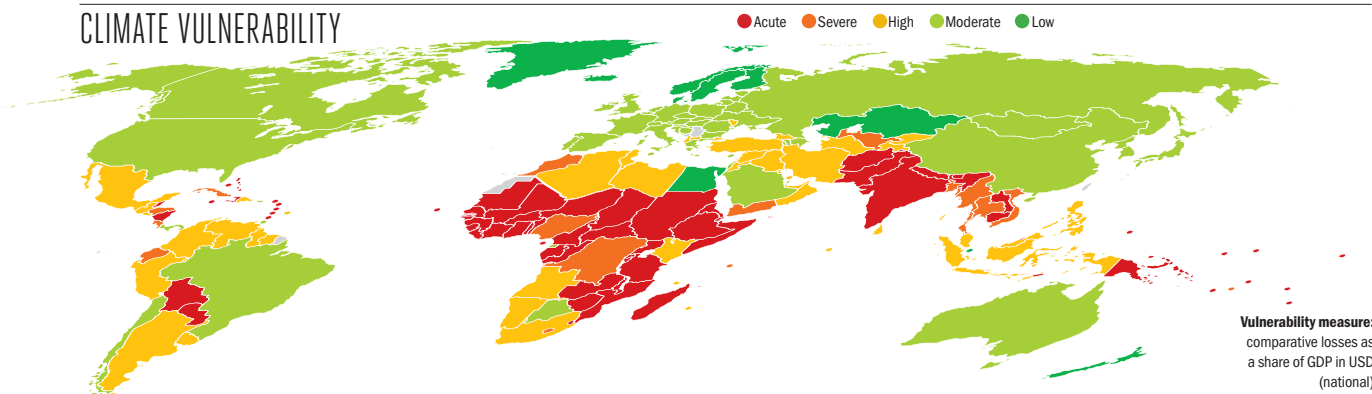 CLIMATE VULNERABILITY
Acute Severe High Moderate Low
Vulnerability measure:
comparative losses as
a share of GDP in USD
(national)